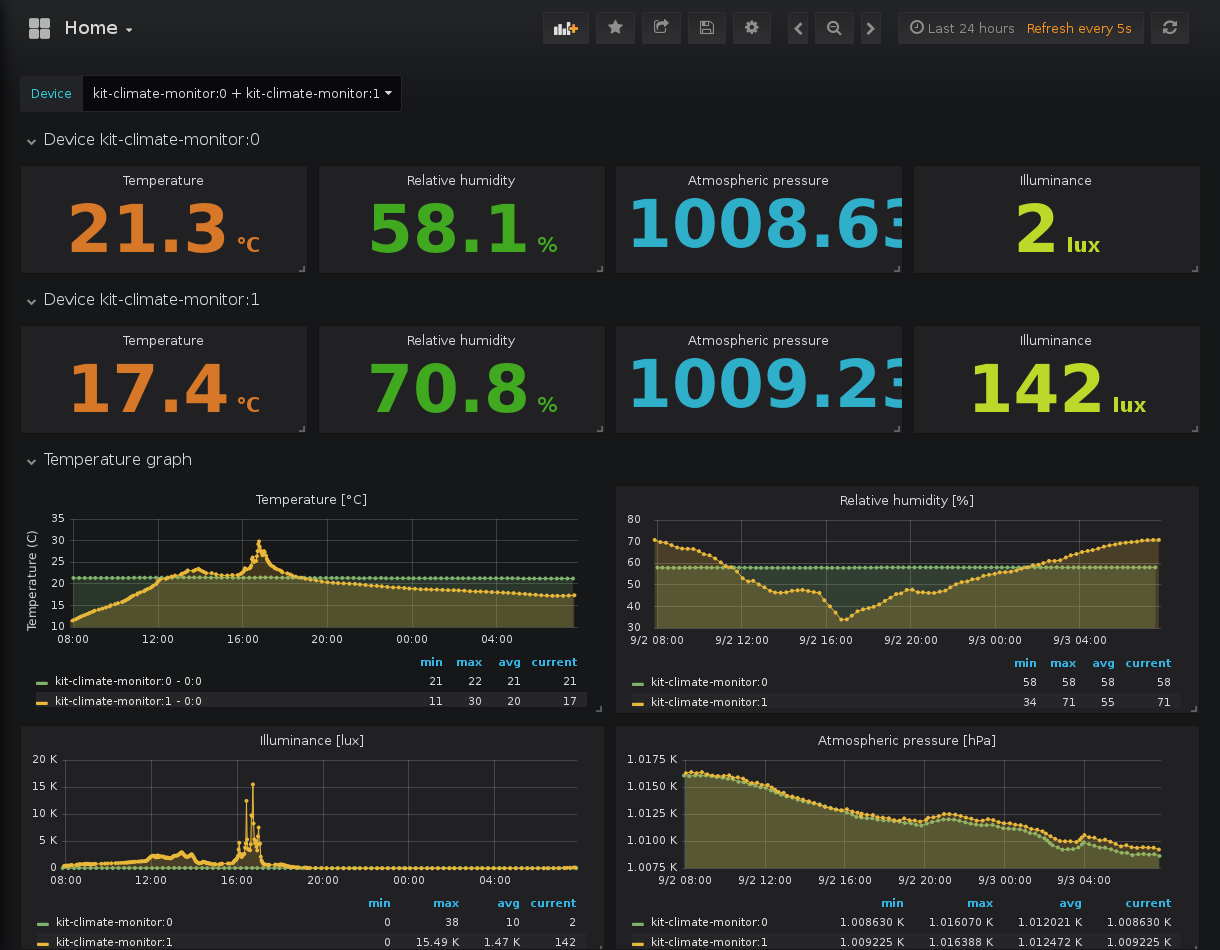 Home
Last 24 hours Refresh every 5s
Device kit-climate-monitor:0 + kit-climate-monitor:1
Device kit-climate-monitor:0
Temperature Relative humidity Atmospheric pressure Illuminance
21.3 °C 58.1 % 1008.63 2 lux
Device kit-climate-monitor:1
Temperature Relative humidity Atmospheric pressure Illuminance
17.4 °C 70.8 % 1009.23 142 lux
Temperature graph
Temperature [°C]
Temperature (C)
35
30
25
20
15
10
08:00 12:00 16:00 20:00 00:00 04:00
min max avg current
kit-climate-monitor:0 - 0:0 21 22 21 21
kit-climate-monitor:1 - 0:0 11 30 20 17
Relative humidity [%]
80
70
60
50
40
30
9/2 08:00 9/2 12:00 9/2 16:00 9/2 20:00 9/3 00:00 9/3 04:00
min max avg current
kit-climate-monitor:0 58 58 58 58
kit-climate-monitor:1 34 71 55 71
Illuminance [lux]
20 K
15 K
10 K
5 K
0
08:00 12:00 16:00 20:00 00:00 04:00
min max avg current
kit-climate-monitor:0 0 38 10 2
kit-climate-monitor:1 0 15.49 K 1.47 K 142
Atmospheric pressure [hPa]
1.0175 K
1.0150 K
1.0125 K
1.0100 K
1.0075 K
9/2 08:00 9/2 12:00 9/2 16:00 9/2 20:00 9/3 00:00 9/3 04:00
min max avg current
kit-climate-monitor:0 1.008630 K 1.016070 K 1.012021 K 1.008630 K
kit-climate-monitor:1 1.009225 K 1.016388 K 1.012472 K 1.009225 K